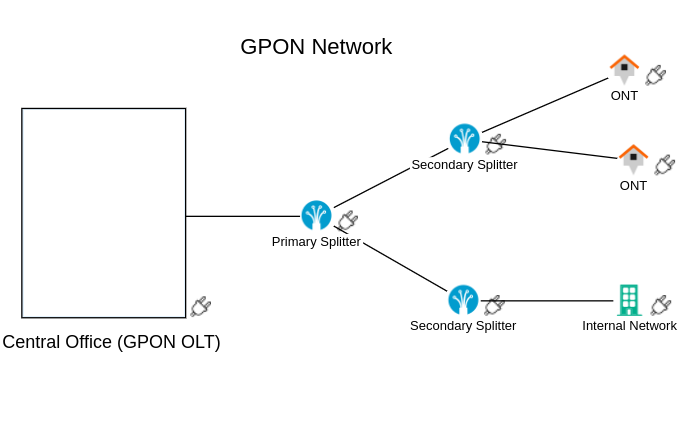 GPON Network
ONT
Secondary Splitter
ONT
Primary Splitter
Secondary Splitter
Internal Network
Central Office (GPON OLT)